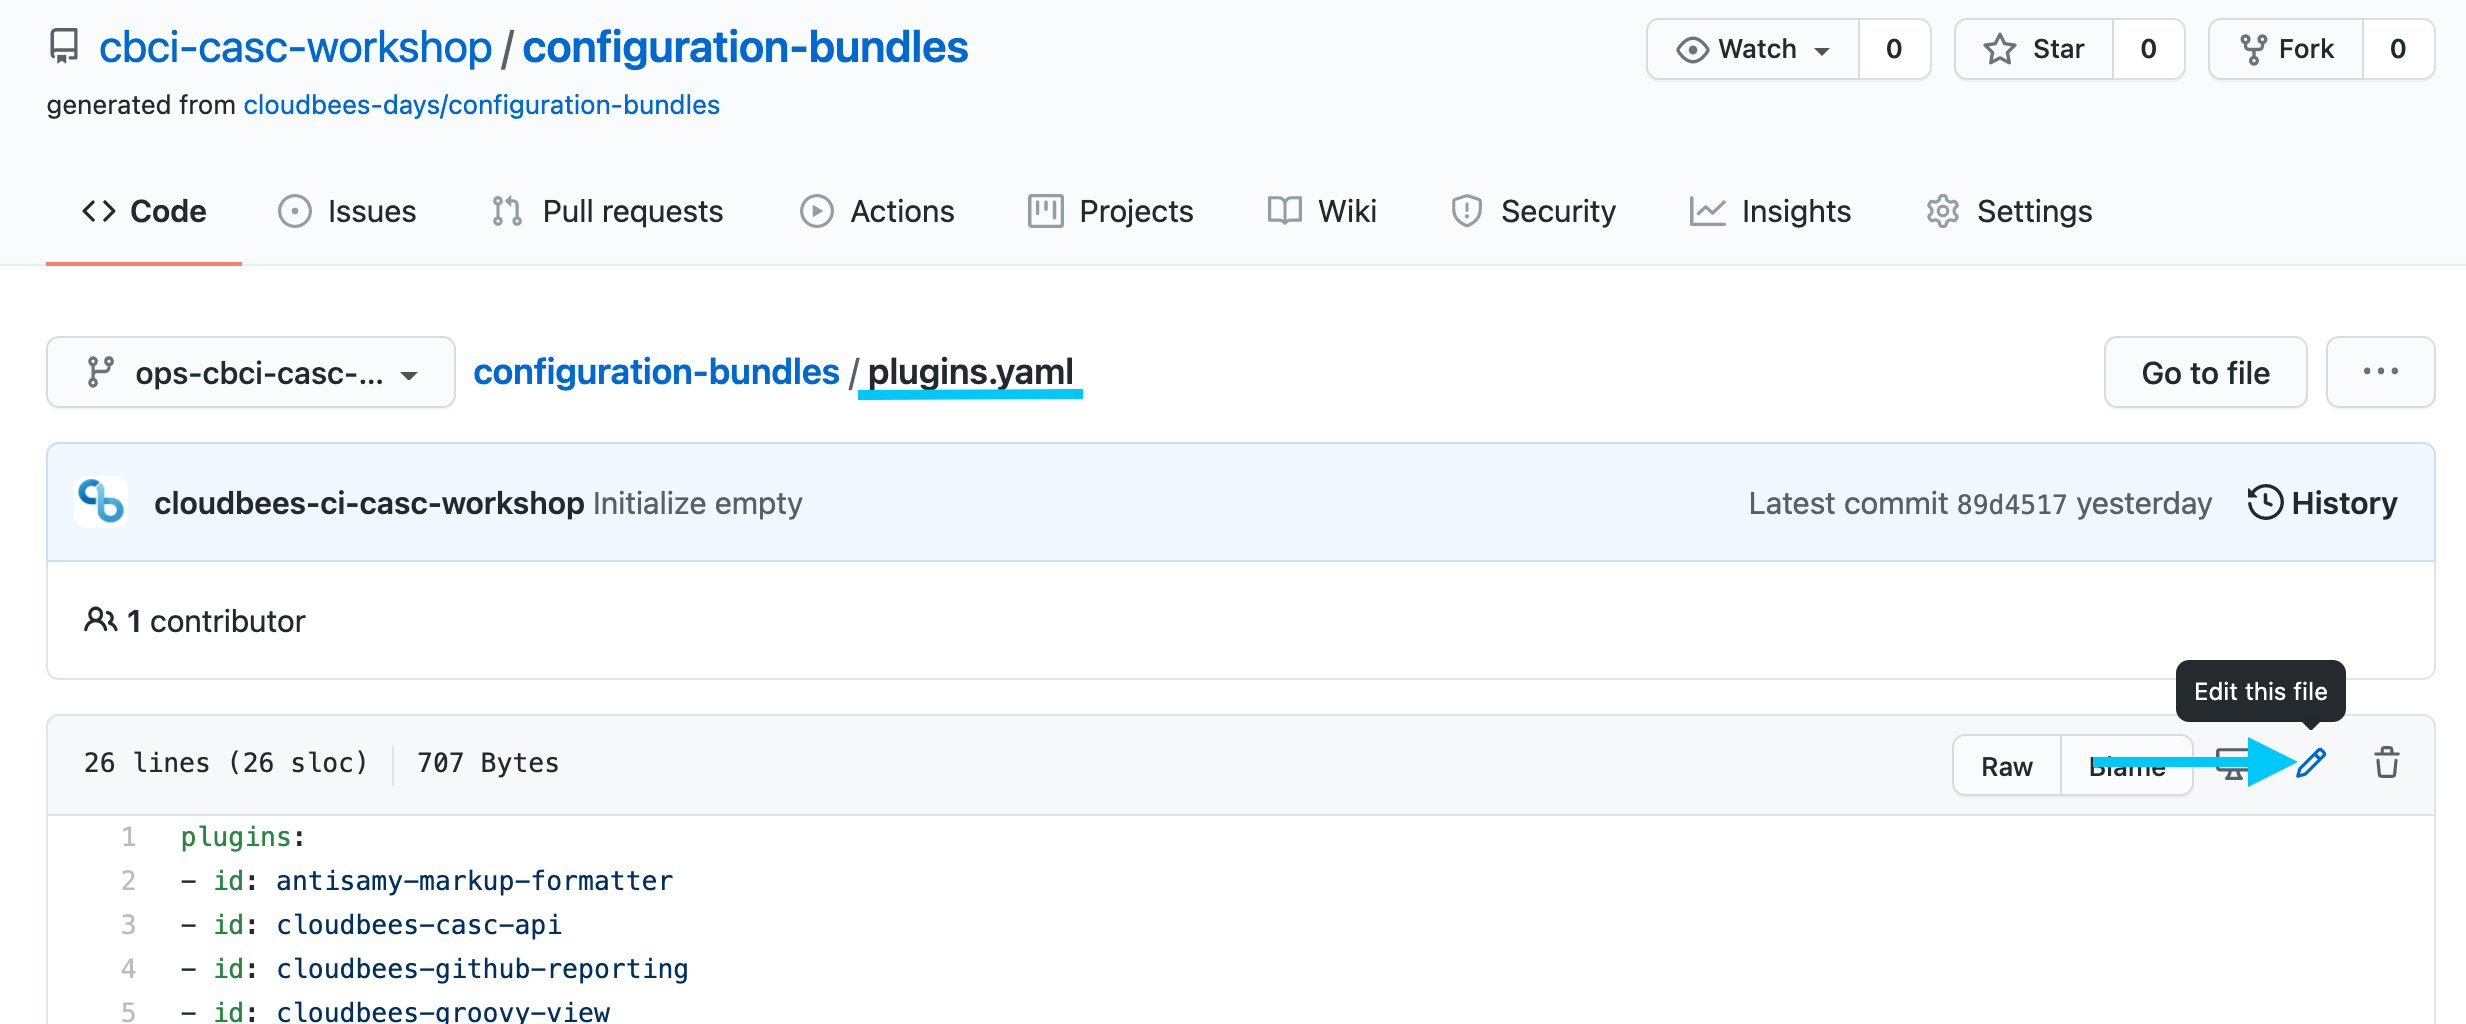 cbci-casc-workshop / configuration-bundles
Watch 0 Star 0 Fork 0
generated from cloudbees-days/configuration-bundles
Code Issues Pull requests Actions Projects Wiki Security Insights Settings
ops-cbci-casc-... configuration-bundles / plugins.yaml Go to file ...
cloudbees-ci-casc-workshop Initialize empty Latest commit 89d4517 yesterday History
1 contributor
Edit this file
26 lines (26 sloc) 707 Bytes Raw Blame
1 plugins:
2 - id: antisamy-markup-formatter
3 - id: cloudbees-casc-api
4 - id: cloudbees-github-reporting
5 - id: cloudbees-groovy-view